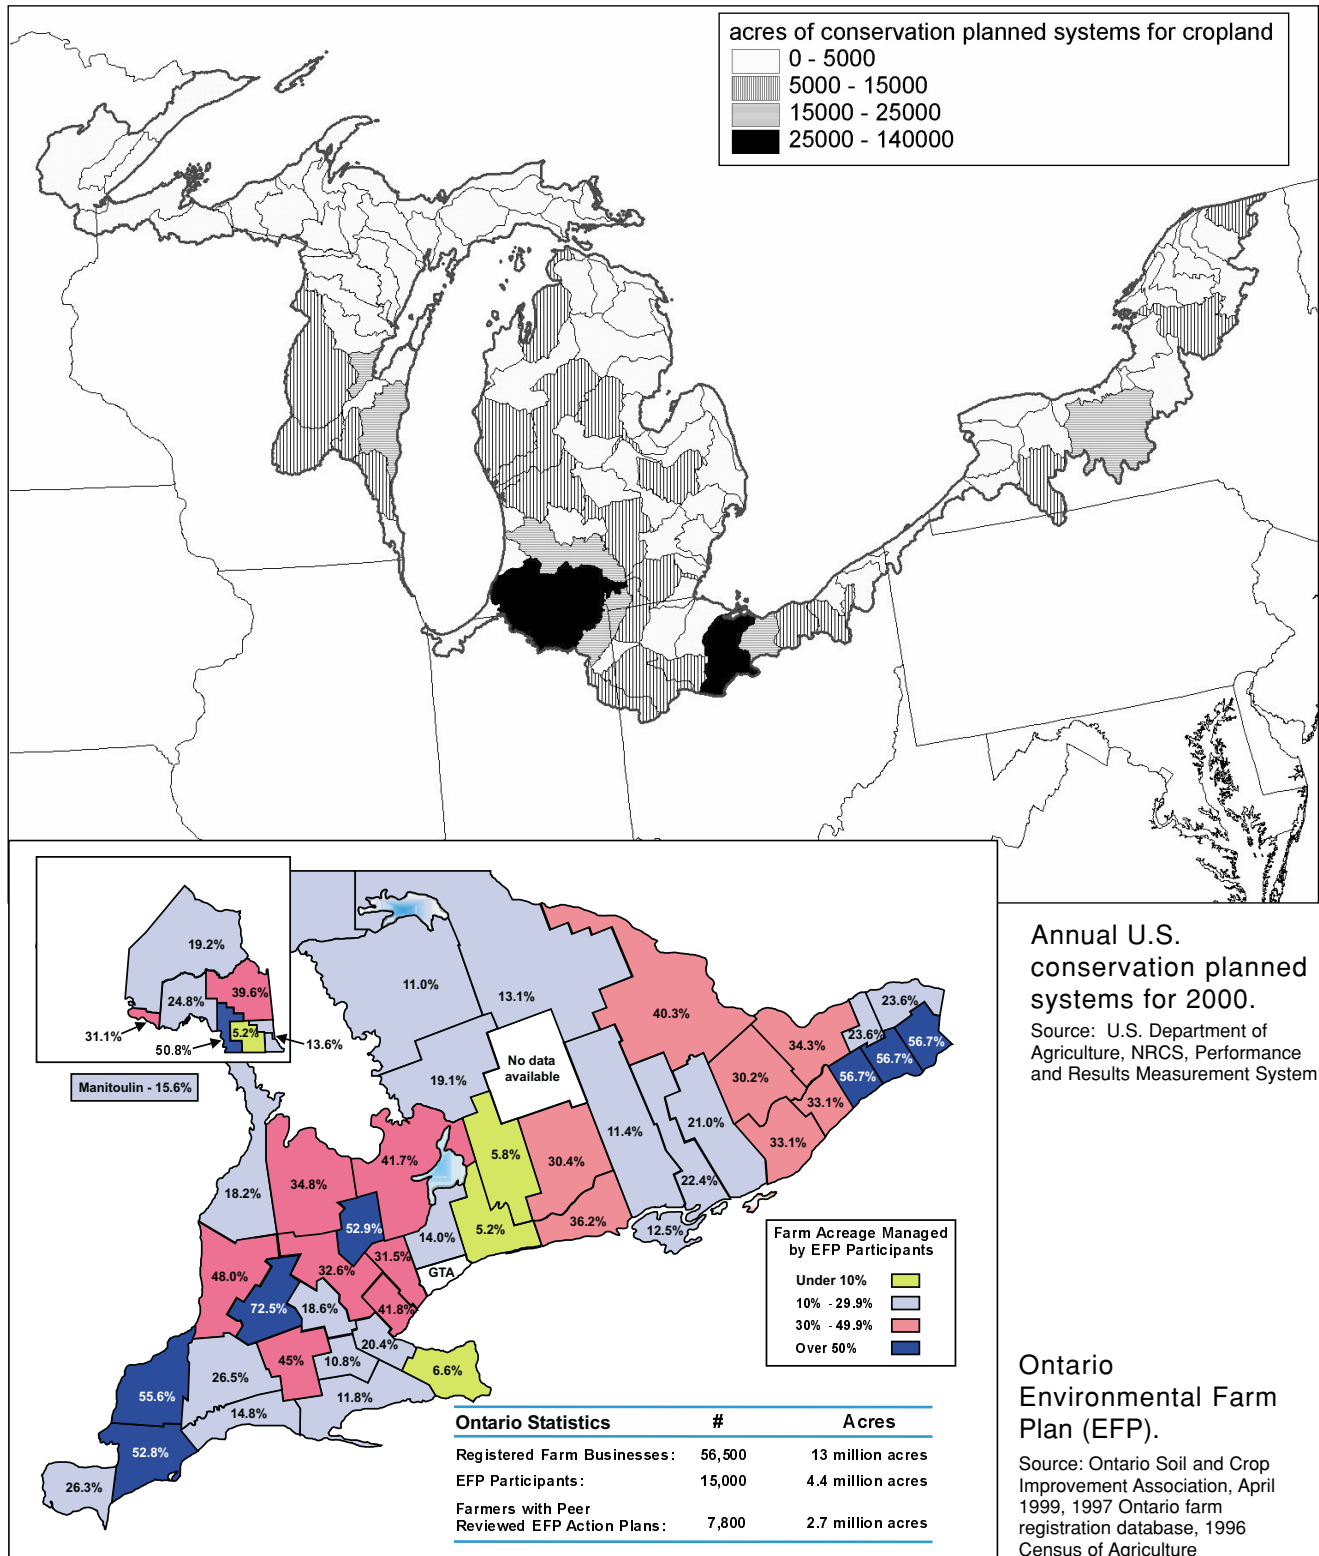 acres of conservation planned systems for cropland
0 - 5000
5000 - 15000
15000 - 25000
25000 - 140000
Annual U.S.
conservation planned
systems for 2000.
Source: U.S. Department of
Agriculture, NRCS, Performance
and Results Measurement System
19.2%
24.8%
39.6%
31.1%
5.2%
50.8%
13.6%
Manitoulin - 15.6%
11.0%
13.1%
40.3%
23.6%
23.6%
34.3%
56.7%
56.7%
56.7%
No data
available
19.1%
30.2%
33.1%
33.1%
11.4%
21.0%
22.4%
12.5%
5.8%
30.4%
36.2%
5.2%
41.7%
34.8%
18.2%
52.9%
14.0%
31.5%
GTA
32.6%
48.0%
72.5%
18.6%
41.8%
20.4%
45%
10.8%
6.6%
26.5%
11.8%
14.8%
55.6%
52.8%
26.3%
Farm Acreage Managed
by EFP Participants
Under 10%
10% - 29.9%
30% - 49.9%
Over 50%
Ontario Statistics # Acres
Registered Farm Businesses: 56,500 13 million acres
EFP Participants: 15,000 4.4 million acres
Farmers with Peer
Reviewed EFP Action Plans: 7,800 2.7 million acres
Ontario
Environmental Farm
Plan (EFP).
Source: Ontario Soil and Crop
Improvement Association, April
1999, 1997 Ontario farm
registration database, 1996
Census of Agriculture